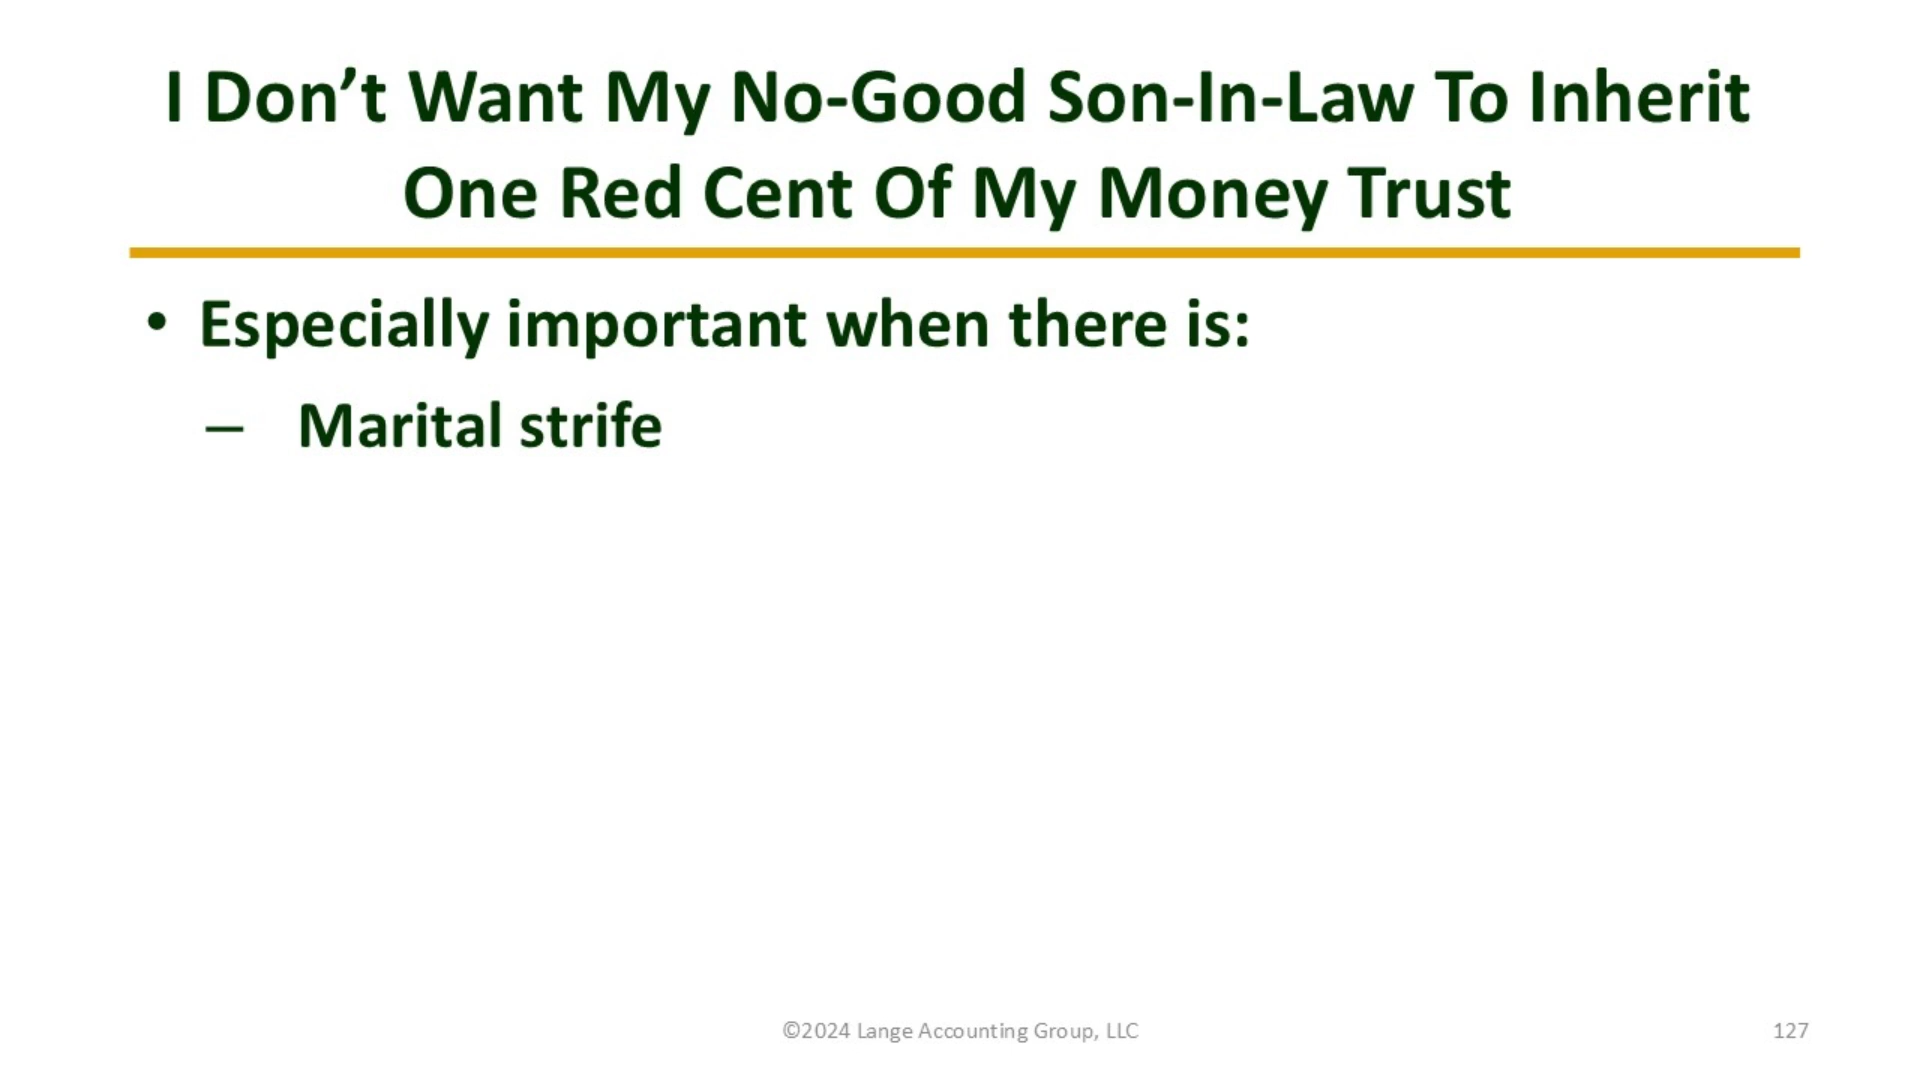 I Don’t Want My No-Good Son-In-Law To Inherit
One Red Cent Of My Money Trust
• Especially important when there is:
– Marital strife
©2024 Lange Accounting Group, LLC
127